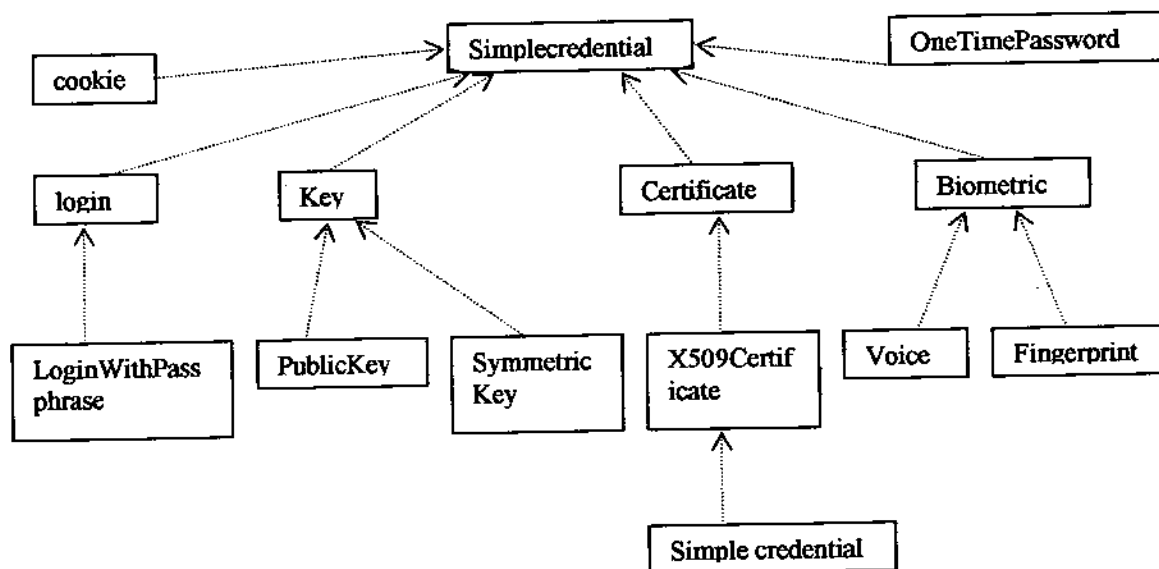 Simplecredential
OneTimePassword
cookie
login
Key
Certificate
Biometric
LoginWithPass
phrase
PublicKey
Symmetric
Key
X509Certif
icate
Voice
Fingerprint
Simple credential